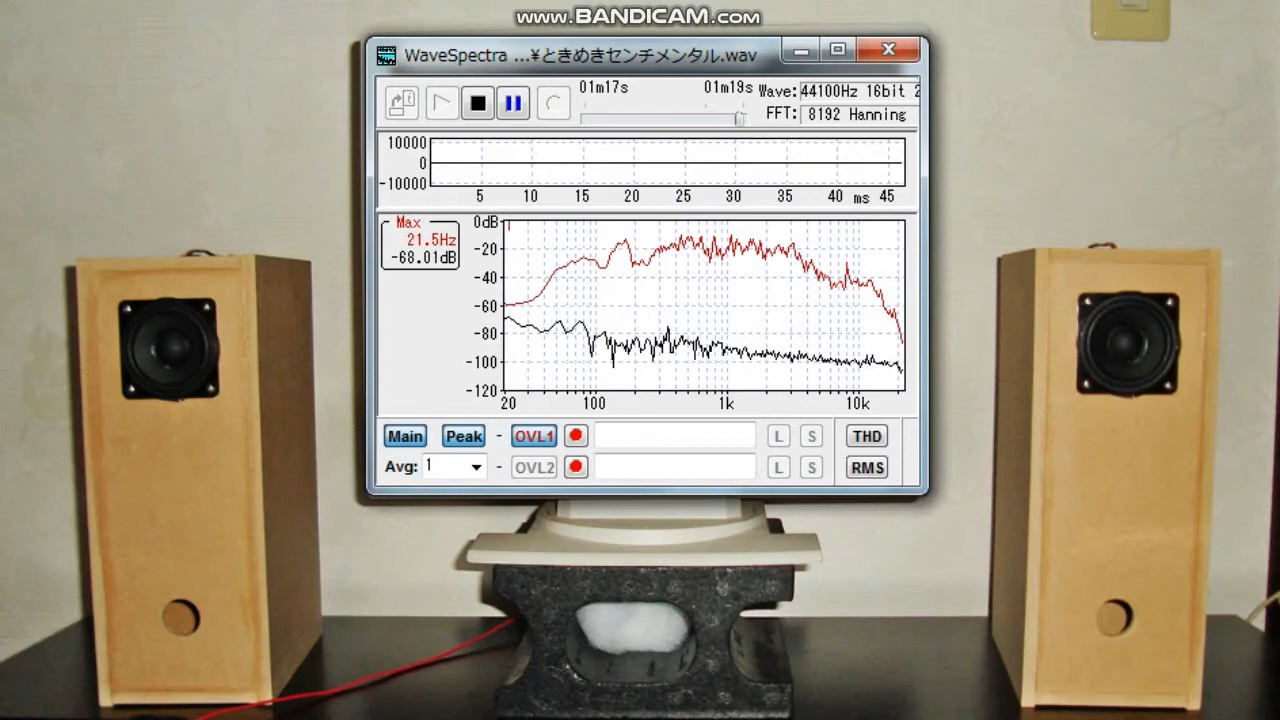 www.BANDICAM.com
WaveSpectra ...¥ときめきセンチメンタル.wav
01m17s 01m19s Wave: 44100Hz 16bit 2
FFT: 8192 Hanning
10000
0
-10000
5 10 15 20 25 30 35 40 ms 45
Max
21.5Hz
-68.01dB
0dB
-20
-40
-60
-80
-100
-120
20 100 1k 10k
Main Peak - OVL1 L S THD
Avg: 1 - OVL2 L S RMS